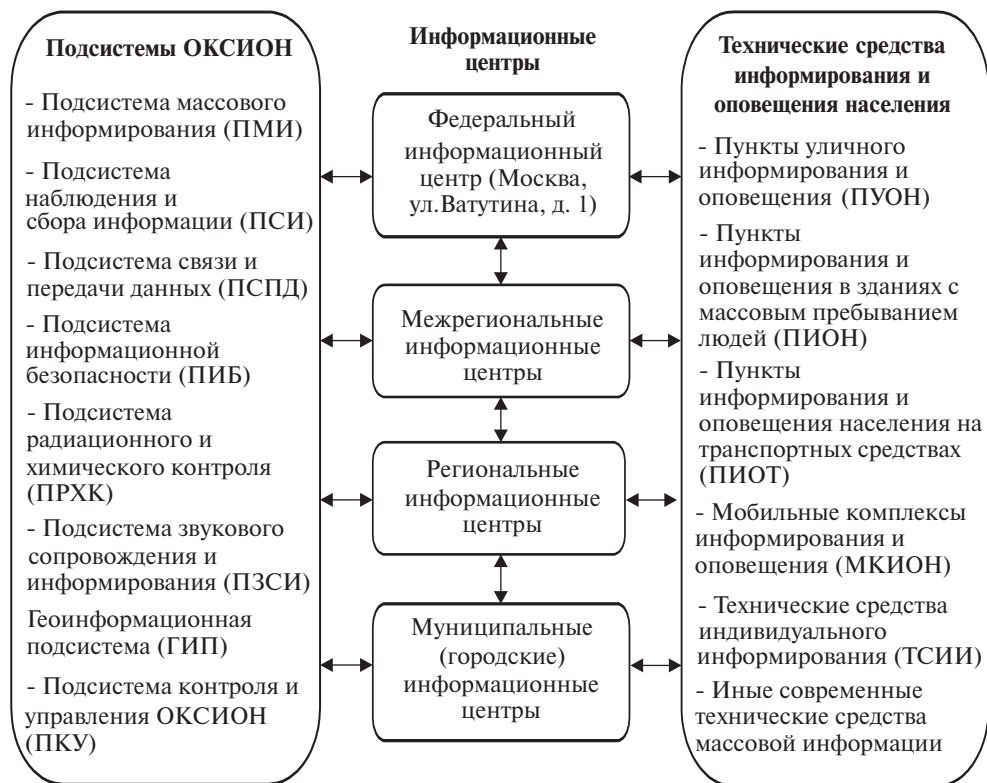 Подсистемы ОКСИОН
- Подсистема массового
информирования (ПМИ)
- Подсистема
наблюдения и
сбора информации (ПСИ)
- Подсистема связи и
передачи данных (ПСПД)
- Подсистема
информационной
безопасности (ПИБ)
- Подсистема
радиационного и
химического контроля
(ПРХК)
- Подсистема звукового
сопровождения и
информирования (ПЗСИ)
Геоинформационная
подсистема (ГИП)
- Подсистема контроля и
управления ОКСИОН
(ПКУ)
Информационные
центры
Федеральный
информационный
центр (Москва,
ул.Ватутина, д. 1)
Межрегиональные
информационные
центры
Региональные
информационные
центры
Муниципальные
(городские)
информационные
центры
Технические средства
информирования и
оповещения населения
- Пункты уличного
информирования и
оповещения (ПУОН)
- Пункты
информирования и
оповещения в зданиях с
массовым пребыванием
людей (ПИОН)
- Пункты
информирования и
оповещения населения на
транспортных средствах
(ПИОТ)
- Мобильные комплексы
информирования и
оповещения (МКИОН)
- Технические средства
индивидуального
информирования (ТСИИ)
- Иные современные
технические средства
массовой информации